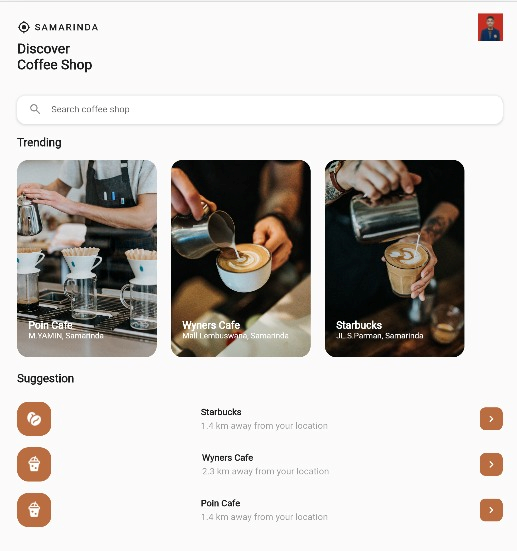 SAMARINDA
Discover
Coffee Shop
Search coffee shop
Trending
Poin Cafe
M.YAMIN, Samarinda
Wyners Cafe
Mall Lembuswana, Samarinda
Starbucks
JL.S.Parman, Samarinda
Suggestion
Starbucks
1.4 km away from your location
Wyners Cafe
2.3 km away from your location
Poin Cafe
1.4 km away from your location